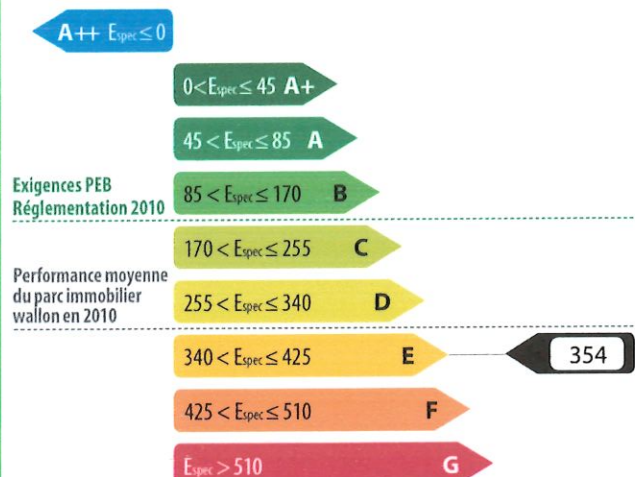 A++ Espec ≤ 0
0 < Espec ≤ 45 A+
45 < Espec ≤ 85 A
Exigences PEB
Réglementation 2010
85 < Espec ≤ 170 B
170 < Espec ≤ 255 C
Performance moyenne
du parc immobilier
wallon en 2010
255 < Espec ≤ 340 D
340 < Espec ≤ 425 E
354
425 < Espec ≤ 510 F
Espec > 510 G